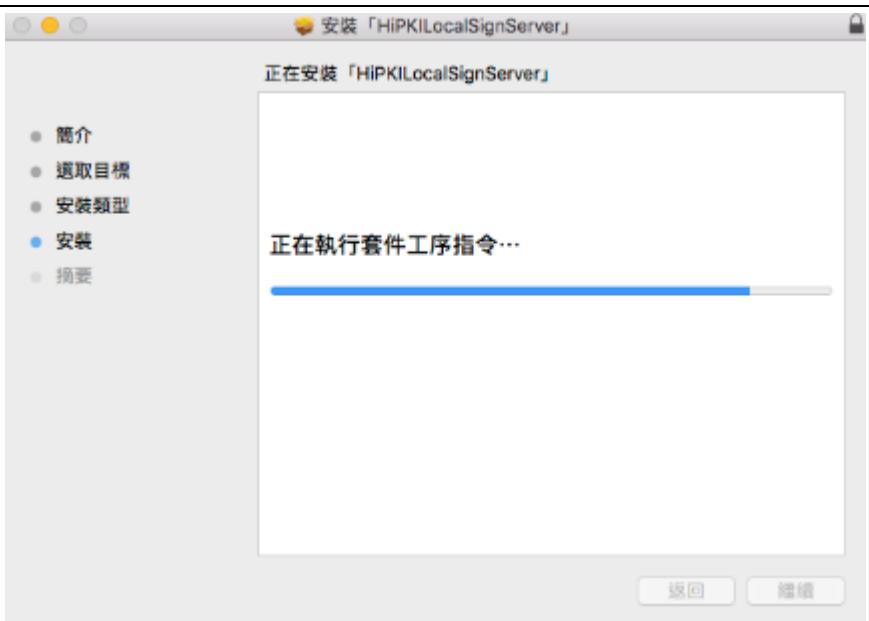 安裝「HiPKILocalSignServer」
正在安裝「HiPKILocalSignServer」
簡介
選取目標
安裝類型
安裝
摘要
正在執行套件工序指令⋯
返回
繼續